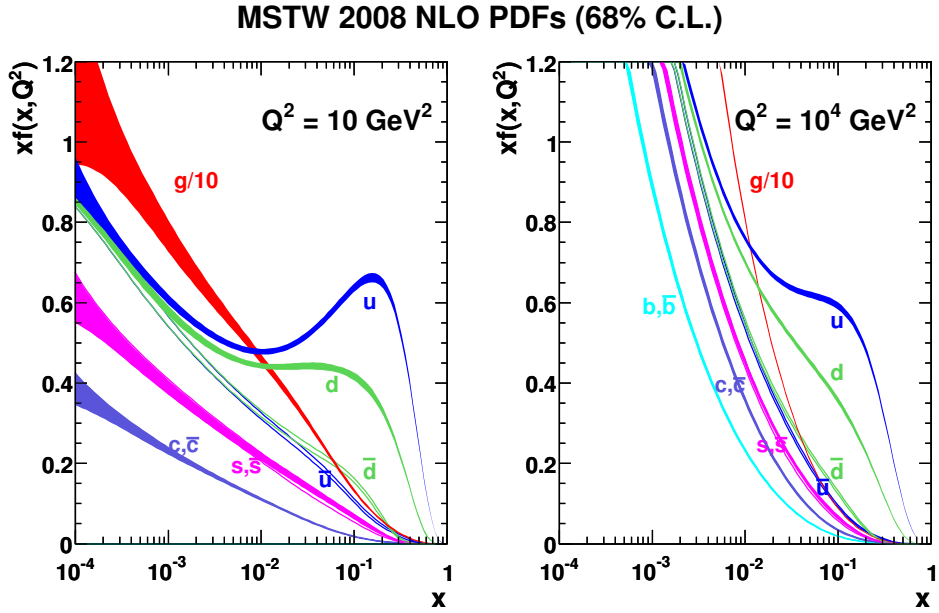 MSTW 2008 NLO PDFs (68% C.L.)
xf(x,Q²)
1.2
1
0.8
0.6
0.4
0.2
0
Q² = 10 GeV²
g/10
u
d
c,c̅
s,s̅
u̅
d̅
10⁻⁴
10⁻³
10⁻²
10⁻¹
1
x
xf(x,Q²)
1.2
1
0.8
0.6
0.4
0.2
0
Q² = 10⁴ GeV²
g/10
b,b̅
u
d
c,c̅
s,s̅
d̅
u̅
10⁻⁴
10⁻³
10⁻²
10⁻¹
1
x